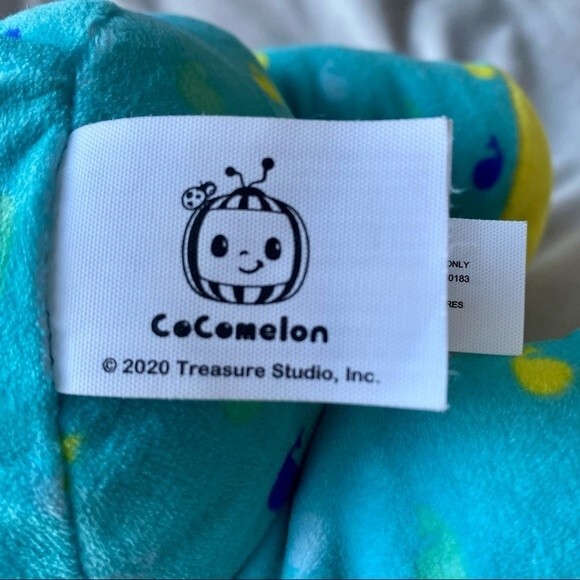 CoComelon
© 2020 Treasure Studio, Inc.
ONLY
0183
RES